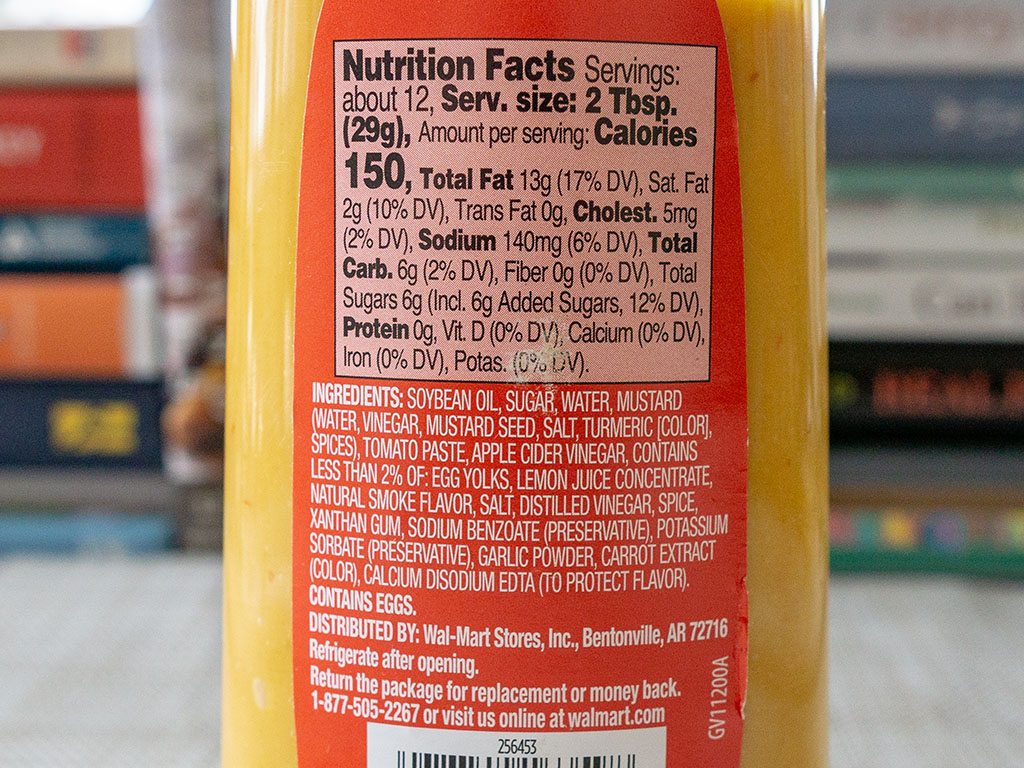 Nutrition Facts Servings:
about 12, Serv. size: 2 Tbsp.
(29g), Amount per serving: Calories
150, Total Fat 13g (17% DV), Sat. Fat
2g (10% DV), Trans Fat 0g, Cholest. 5mg
(2% DV), Sodium 140mg (6% DV), Total
Carb. 6g (2% DV), Fiber 0g (0% DV), Total
Sugars 6g (Incl. 6g Added Sugars, 12% DV),
Protein 0g, Vit. D (0% DV), Calcium (0% DV),
Iron (0% DV), Potas. (0% DV).
INGREDIENTS: SOYBEAN OIL, SUGAR, WATER, MUSTARD
(WATER, VINEGAR, MUSTARD SEED, SALT, TURMERIC [COLOR],
SPICES), TOMATO PASTE, APPLE CIDER VINEGAR, CONTAINS
LESS THAN 2% OF: EGG YOLKS, LEMON JUICE CONCENTRATE,
NATURAL SMOKE FLAVOR, SALT, DISTILLED VINEGAR, SPICE,
XANTHAN GUM, SODIUM BENZOATE (PRESERVATIVE), POTASSIUM
SORBATE (PRESERVATIVE), GARLIC POWDER, CARROT EXTRACT
(COLOR), CALCIUM DISODIUM EDTA (TO PROTECT FLAVOR).
CONTAINS EGGS.
DISTRIBUTED BY: Wal-Mart Stores, Inc., Bentonville, AR 72716
Refrigerate after opening.
Return the package for replacement or money back.
1-877-505-2267 or visit us online at walmart.com
GV11200A
256453